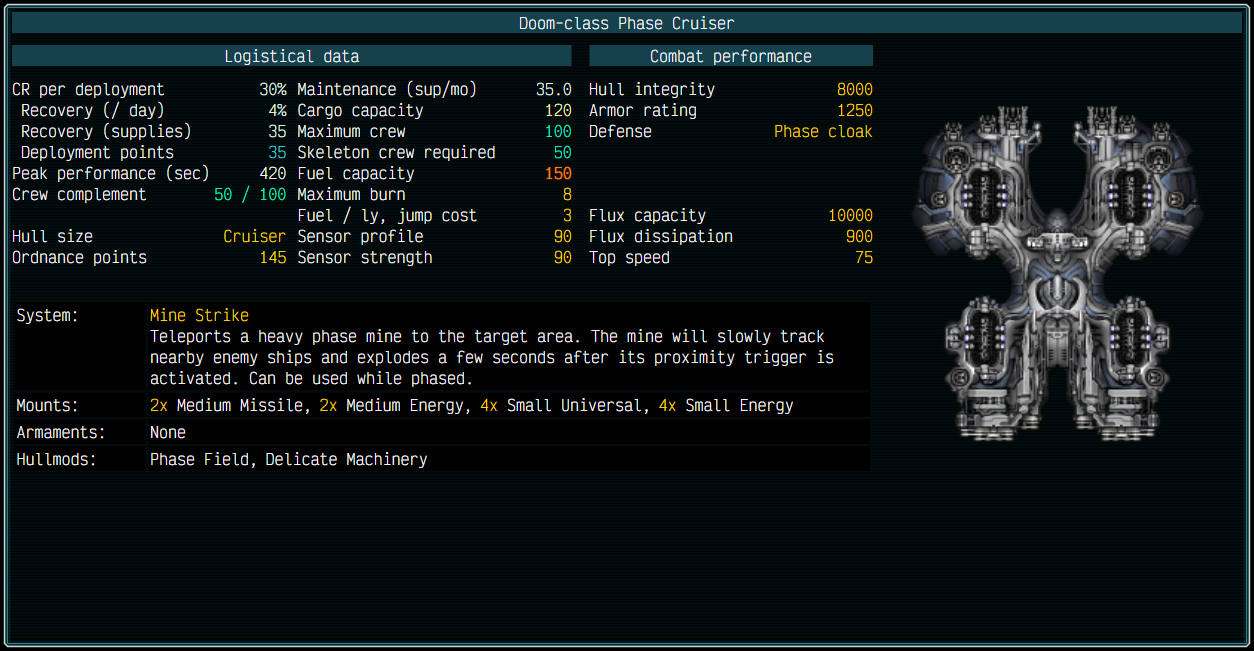 Doom-class Phase Cruiser
Logistical data
CR per deployment 30% Maintenance (sup/mo) 35.0
Recovery (/ day) 4% Cargo capacity 120
Recovery (supplies) 35 Maximum crew 100
Deployment points 35 Skeleton crew required 50
Peak performance (sec) 420 Fuel capacity 150
Crew complement 50 / 100 Maximum burn 8
Fuel / ly, jump cost 3
Hull size Cruiser Sensor profile 90
Ordnance points 145 Sensor strength 90
Combat performance
Hull integrity 8000
Armor rating 1250
Defense Phase cloak
Flux capacity 10000
Flux dissipation 900
Top speed 75
System: Mine Strike
Teleports a heavy phase mine to the target area. The mine will slowly track
nearby enemy ships and explodes a few seconds after its proximity trigger is
activated. Can be used while phased.
Mounts: 2x Medium Missile, 2x Medium Energy, 4x Small Universal, 4x Small Energy
Armaments: None
Hullmods: Phase Field, Delicate Machinery